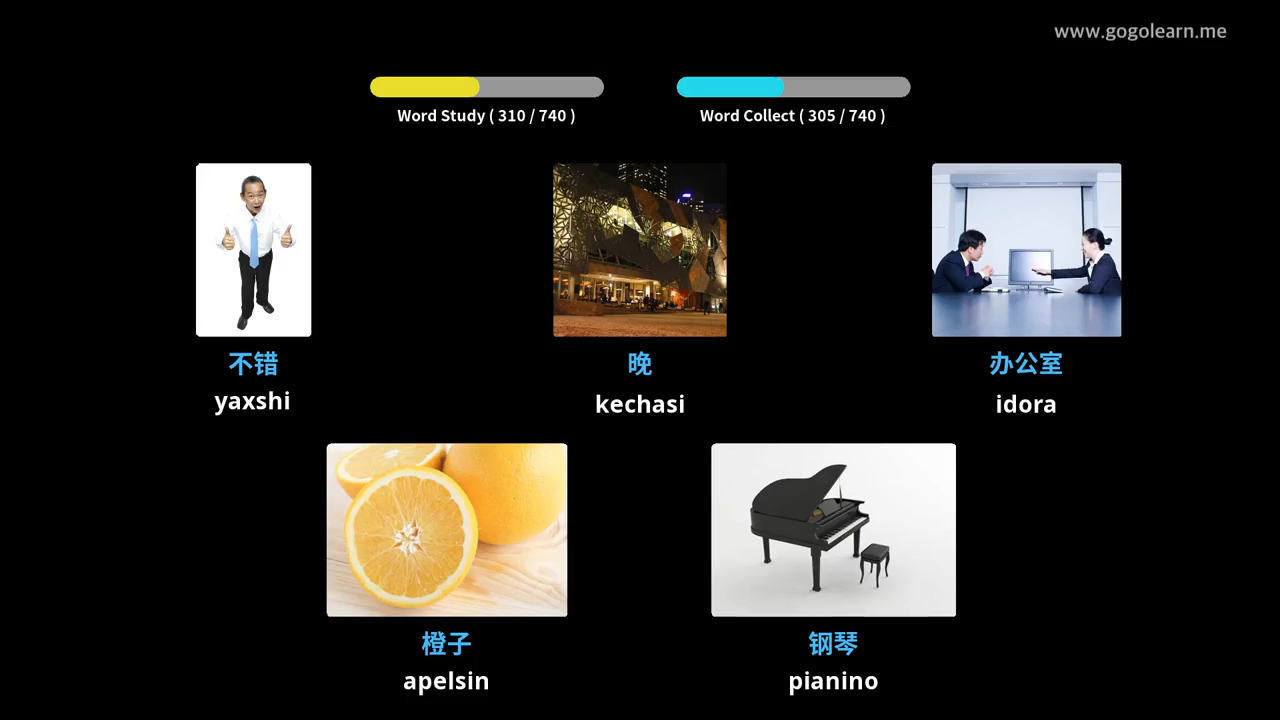 www.gogolearn.me
Word Study ( 310 / 740 )
Word Collect ( 305 / 740 )
不错
yaxshi
晚
kechasi
办公室
idora
橙子
apelsin
钢琴
pianino